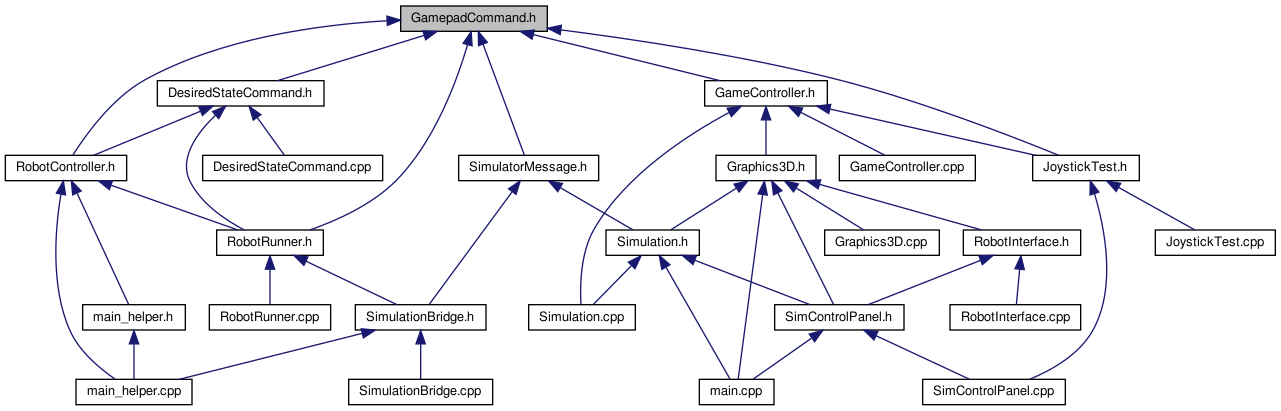 GamepadCommand.h
DesiredStateCommand.h
GameController.h
RobotController.h
DesiredStateCommand.cpp
SimulatorMessage.h
Graphics3D.h
GameController.cpp
JoystickTest.h
RobotRunner.h
Simulation.h
Graphics3D.cpp
RobotInterface.h
JoystickTest.cpp
main_helper.h
RobotRunner.cpp
SimulationBridge.h
Simulation.cpp
SimControlPanel.h
RobotInterface.cpp
main_helper.cpp
SimulationBridge.cpp
main.cpp
SimControlPanel.cpp